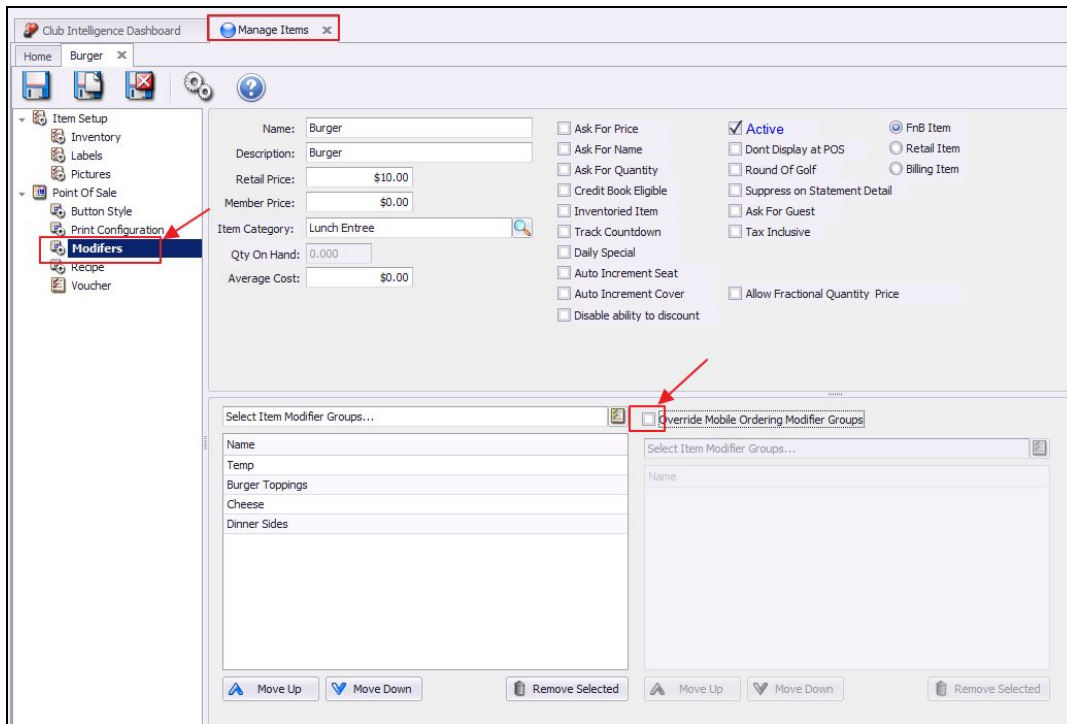 Club Intelligence Dashboard
Manage Items
Home
Burger
Item Setup
Inventory
Labels
Pictures
Point Of Sale
Button Style
Print Configuration
Modifers
Recipe
Voucher
Name: Burger
Description: Burger
Retail Price: $10.00
Member Price: $0.00
Item Category: Lunch Entree
Qty On Hand: 0.000
Average Cost: $0.00
Ask For Price
Ask For Name
Ask For Quantity
Credit Book Eligible
Inventoried Item
Track Countdown
Daily Special
Auto Increment Seat
Auto Increment Cover
Disable ability to discount
Active
Dont Display at POS
Round Of Golf
Suppress on Statement Detail
Ask For Guest
Tax Inclusive
Allow Fractional Quantity Price
FnB Item
Retail Item
Billing Item
Select Item Modifier Groups...
Name
Temp
Burger Toppings
Cheese
Dinner Sides
Move Up
Move Down
Remove Selected
Override Mobile Ordering Modifier Groups
Select Item Modifier Groups...
Name
Move Up
Move Down
Remove Selected